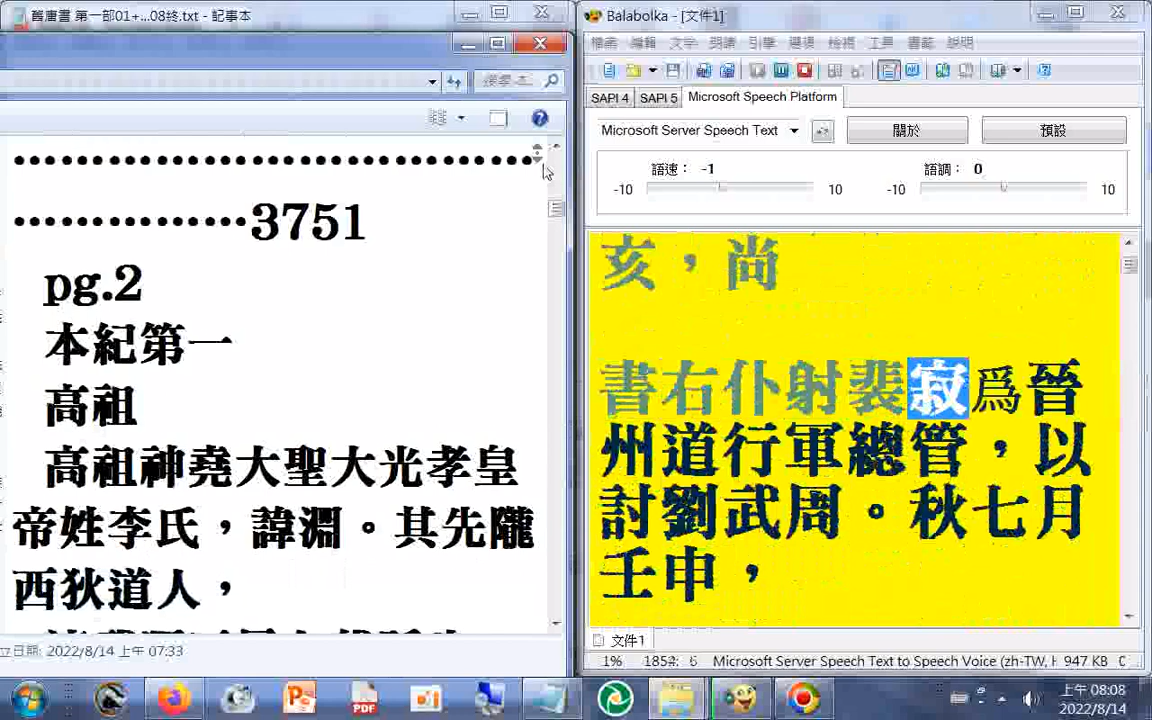 舊唐書 第一部01+...08終.txt - 記事本
••••••••••••••••••••••••••••••••
•••••••••••••••3751
pg.2
本紀第一
高祖
高祖神堯大聖大光孝皇
帝姓李氏，諱淵。其先隴
西狄道人，
2022/8/14 上午 07:33
Balabolka - [文件1]
檔案 編輯 文字 朗讀 引擎 選項 檢視 工具 書籤 說明
SAPI 4 SAPI 5 Microsoft Speech Platform
Microsoft Server Speech Text 關於 預設
語速： -1 語調： 0
-10 10 -10 10
亥，尚
書右仆射裴寂爲晉
州道行軍總管，以
討劉武周。秋七月
壬申，
文件1
1% 1852: 6 Microsoft Server Speech Text to Speech Voice (zh-TW, H 947 KB C
PDF
上午 08:08
2022/8/14